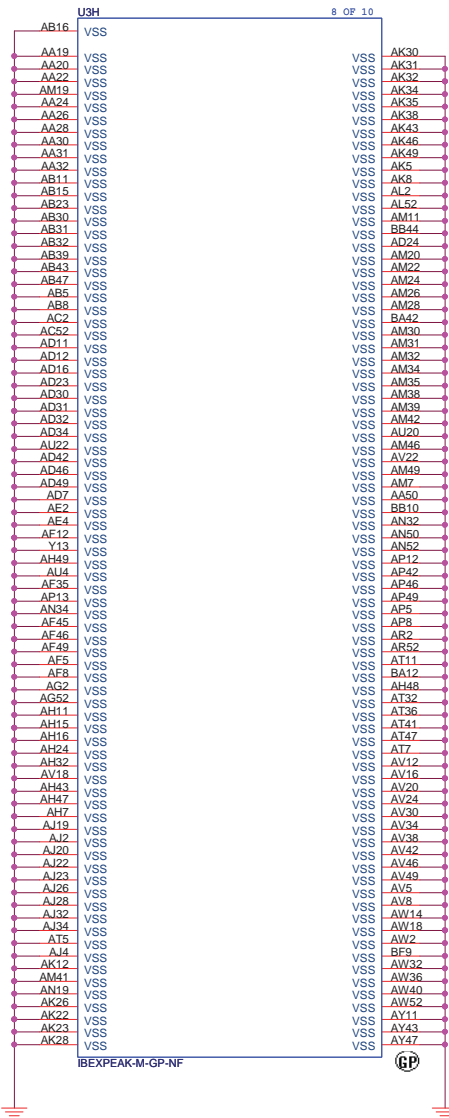 U3H 8 OF 10
AB16 VSS
AA19 VSS VSS AK30
AA20 VSS VSS AK31
AA22 VSS VSS AK32
AM19 VSS VSS AK34
AA24 VSS VSS AK35
AA26 VSS VSS AK38
AA28 VSS VSS AK43
AA30 VSS VSS AK46
AA31 VSS VSS AK49
AA32 VSS VSS AK5
AB11 VSS VSS AK8
AB15 VSS VSS AL2
AB23 VSS VSS AL52
AB30 VSS VSS AM11
AB31 VSS VSS BB44
AB32 VSS VSS AD24
AB39 VSS VSS AM20
AB43 VSS VSS AM22
AB47 VSS VSS AM24
AB5 VSS VSS AM26
AB8 VSS VSS AM28
AC2 VSS VSS BA42
AC52 VSS VSS AM30
AD11 VSS VSS AM31
AD12 VSS VSS AM32
AD16 VSS VSS AM34
AD23 VSS VSS AM35
AD30 VSS VSS AM38
AD31 VSS VSS AM39
AD32 VSS VSS AM42
AD34 VSS VSS AU20
AU22 VSS VSS AM46
AD42 VSS VSS AV22
AD46 VSS VSS AM49
AD49 VSS VSS AM7
AD7 VSS VSS AA50
AE2 VSS VSS BB10
AE4 VSS VSS AN32
AF12 VSS VSS AN50
Y13 VSS VSS AN52
AH49 VSS VSS AP12
AU4 VSS VSS AP42
AF35 VSS VSS AP46
AP13 VSS VSS AP49
AN34 VSS VSS AP5
AF45 VSS VSS AP8
AF46 VSS VSS AR2
AF49 VSS VSS AR52
AF5 VSS VSS AT11
AF8 VSS VSS BA12
AG2 VSS VSS AH48
AG52 VSS VSS AT32
AH11 VSS VSS AT36
AH15 VSS VSS AT41
AH16 VSS VSS AT47
AH24 VSS VSS AT7
AH32 VSS VSS AV12
AV18 VSS VSS AV16
AH43 VSS VSS AV20
AH47 VSS VSS AV24
AH7 VSS VSS AV30
AJ19 VSS VSS AV34
AJ2 VSS VSS AV38
AJ20 VSS VSS AV42
AJ22 VSS VSS AV46
AJ23 VSS VSS AV49
AJ26 VSS VSS AV5
AJ28 VSS VSS AV8
AJ32 VSS VSS AW14
AJ34 VSS VSS AW18
AT5 VSS VSS AW2
AJ4 VSS VSS BF9
AK12 VSS VSS AW32
AM41 VSS VSS AW36
AN19 VSS VSS AW40
AK26 VSS VSS AW52
AK22 VSS VSS AY11
AK23 VSS VSS AY43
AK28 VSS VSS AY47
IBEXPEAK-M-GP-NF GP